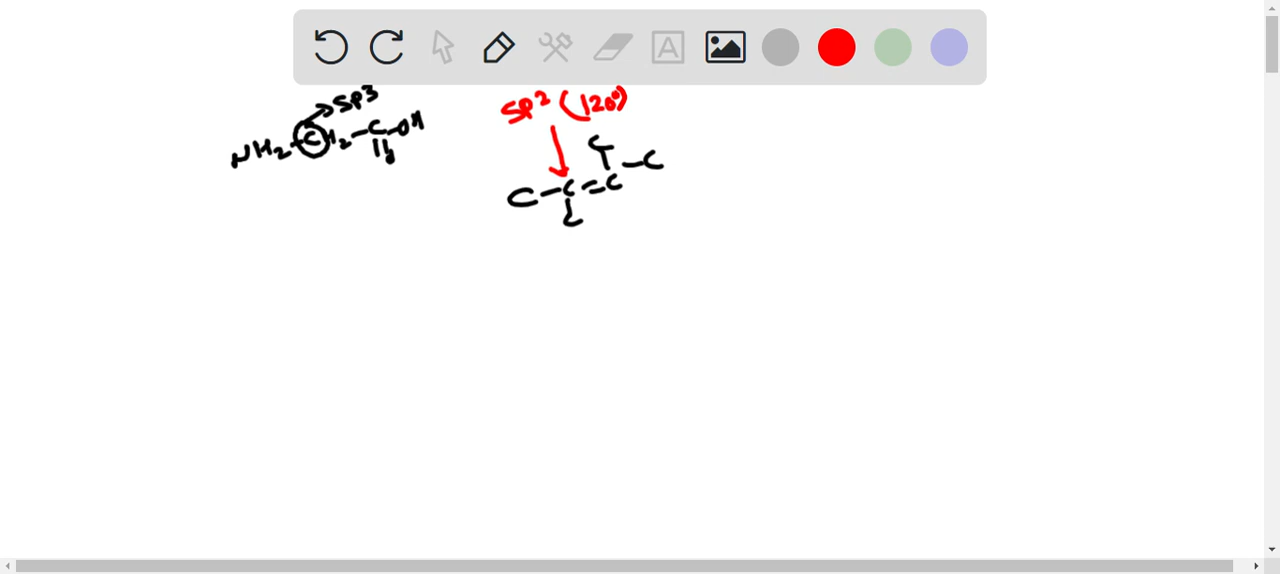 SP3
NH2-CH2-C-OH
||
SP2 (120°)
C
C-C=C-C
C